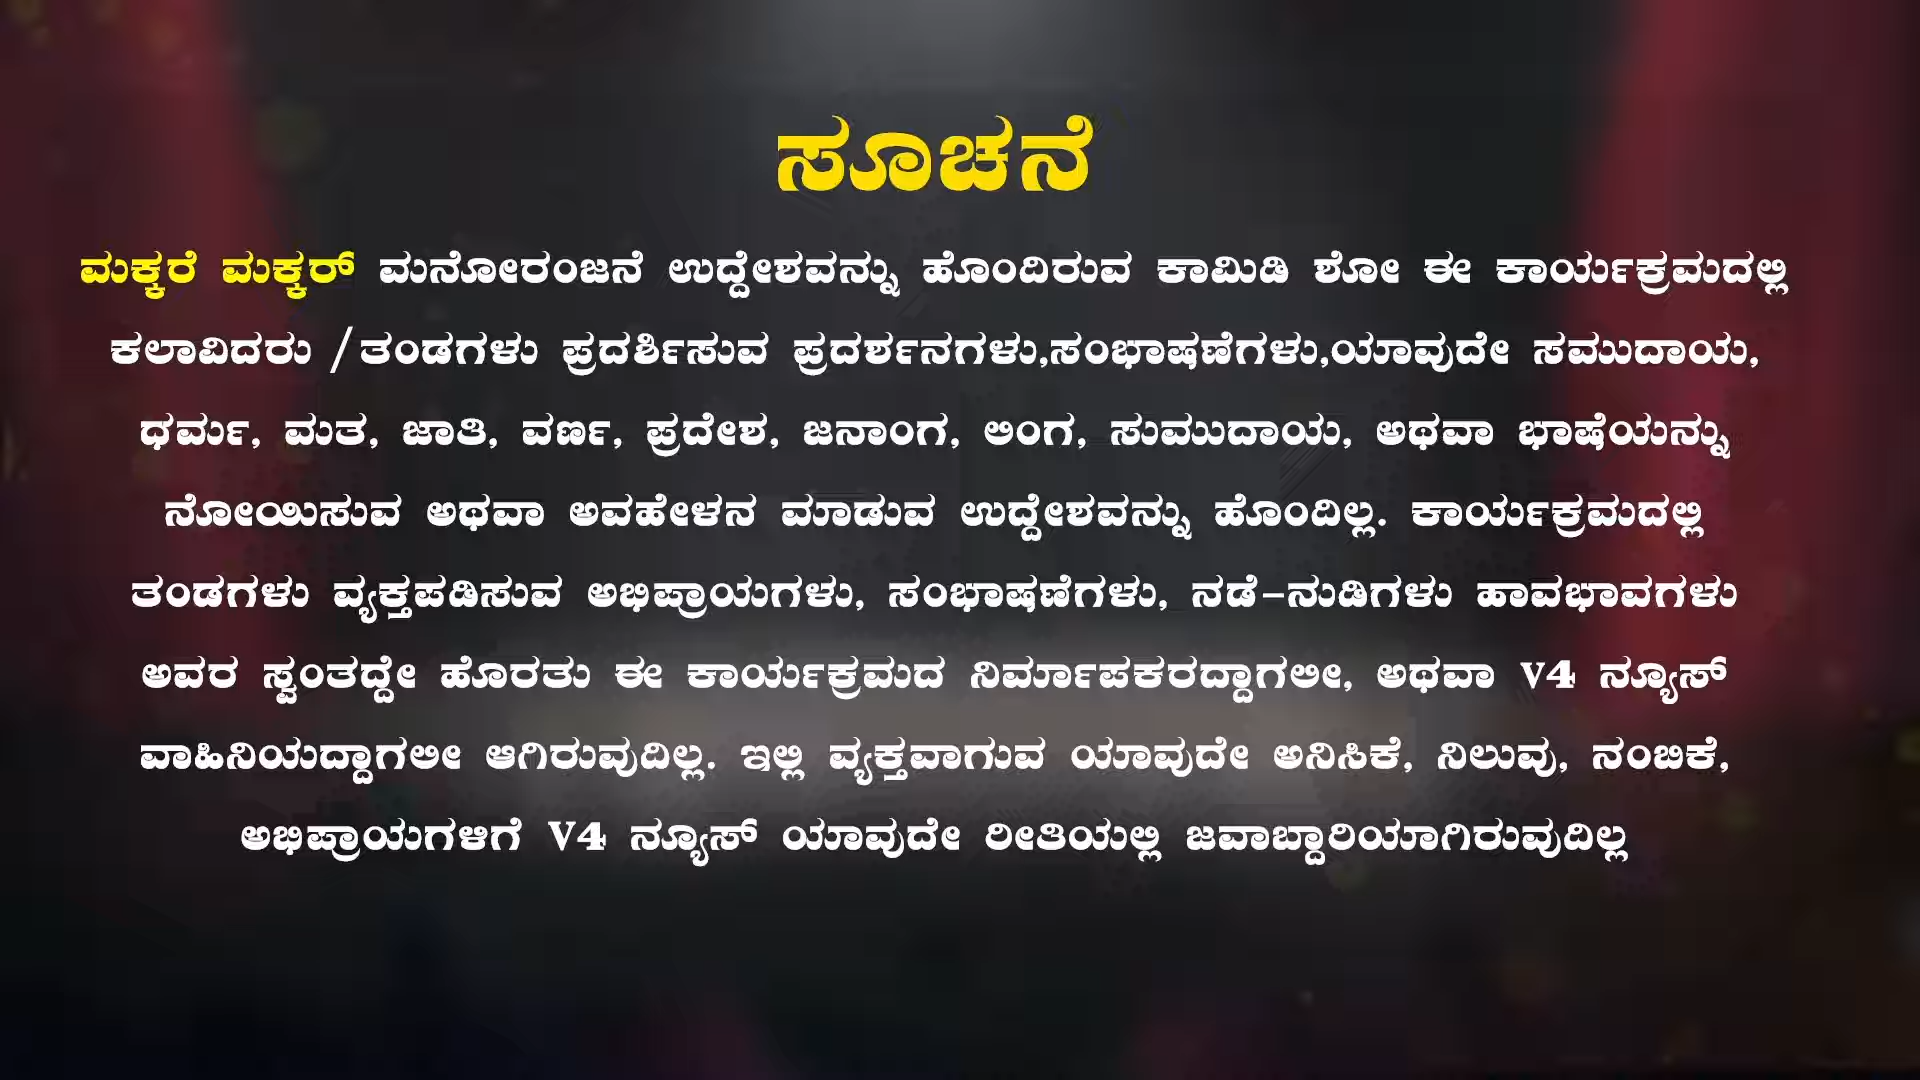 ಸೂಚನೆ
ಮಕ್ಕರೆ ಮಕ್ಕರ್ ಮನೋರಂಜನೆ ಉದ್ದೇಶವನ್ನು ಹೊಂದಿರುವ ಕಾಮಿಡಿ ಶೋ ಈ ಕಾರ್ಯಕ್ರಮದಲ್ಲಿ
ಕಲಾವಿದರು /ತಂಡಗಳು ಪ್ರದರ್ಶಿಸುವ ಪ್ರದರ್ಶನಗಳು,ಸಂಭಾಷಣೆಗಳು,ಯಾವುದೇ ಸಮುದಾಯ,
ಧರ್ಮ, ಮತ, ಜಾತಿ, ವರ್ಣ, ಪ್ರದೇಶ, ಜನಾಂಗ, ಲಿಂಗ, ಸುಮುದಾಯ, ಅಥವಾ ಭಾಷೆಯನ್ನು
ನೋಯಿಸುವ ಅಥವಾ ಅವಹೇಳನ ಮಾಡುವ ಉದ್ದೇಶವನ್ನು ಹೊಂದಿಲ್ಲ. ಕಾರ್ಯಕ್ರಮದಲ್ಲಿ
ತಂಡಗಳು ವ್ಯಕ್ತಪಡಿಸುವ ಅಭಿಪ್ರಾಯಗಳು, ಸಂಭಾಷಣೆಗಳು, ನಡೆ-ನುಡಿಗಳು ಹಾವಭಾವಗಳು
ಅವರ ಸ್ವಂತದ್ದೇ ಹೊರತು ಈ ಕಾರ್ಯಕ್ರಮದ ನಿರ್ಮಾಪಕರದ್ದಾಗಲೀ, ಅಥವಾ V4 ನ್ಯೂಸ್
ವಾಹಿನಿಯದ್ದಾಗಲೀ ಆಗಿರುವುದಿಲ್ಲ. ಇಲ್ಲಿ ವ್ಯಕ್ತವಾಗುವ ಯಾವುದೇ ಅನಿಸಿಕೆ, ನಿಲುವು, ನಂಬಿಕೆ,
ಅಭಿಪ್ರಾಯಗಳಿಗೆ V4 ನ್ಯೂಸ್ ಯಾವುದೇ ರೀತಿಯಲ್ಲಿ ಜವಾಬ್ದಾರಿಯಾಗಿರುವುದಿಲ್ಲ